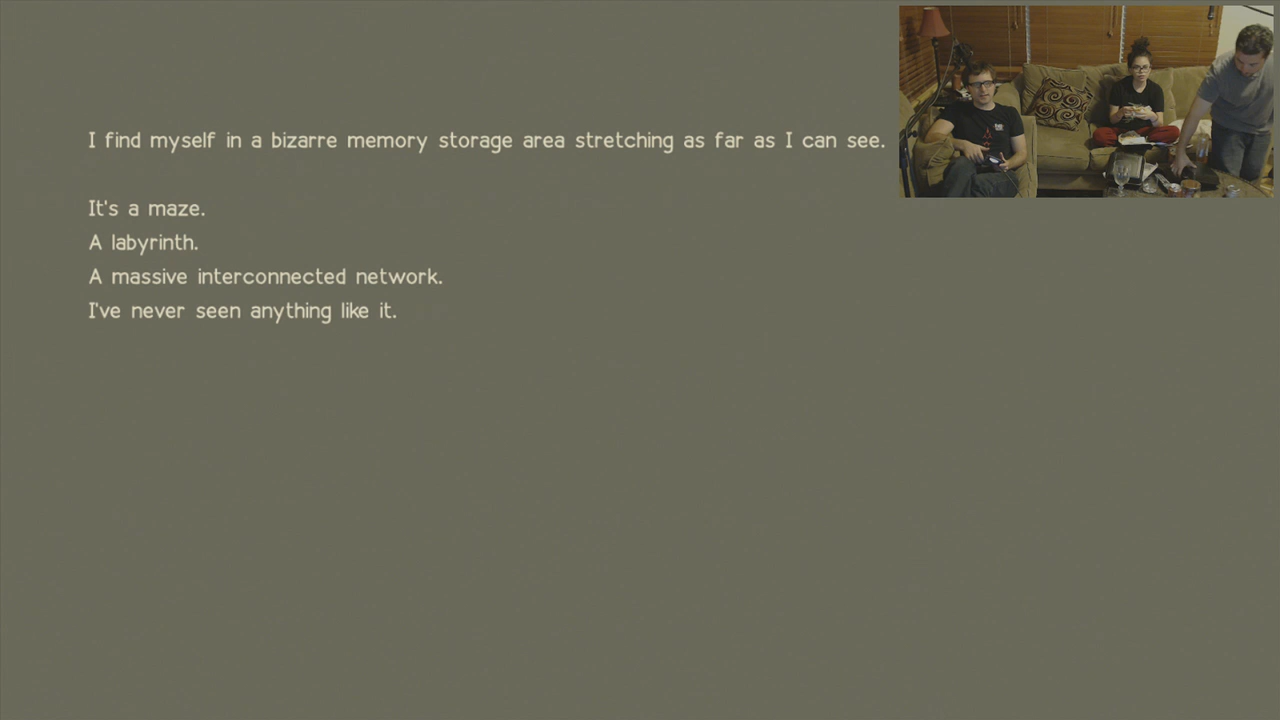 I find myself in a bizarre memory storage area stretching as far as I can see.
It's a maze.
A labyrinth.
A massive interconnected network.
I've never seen anything like it.